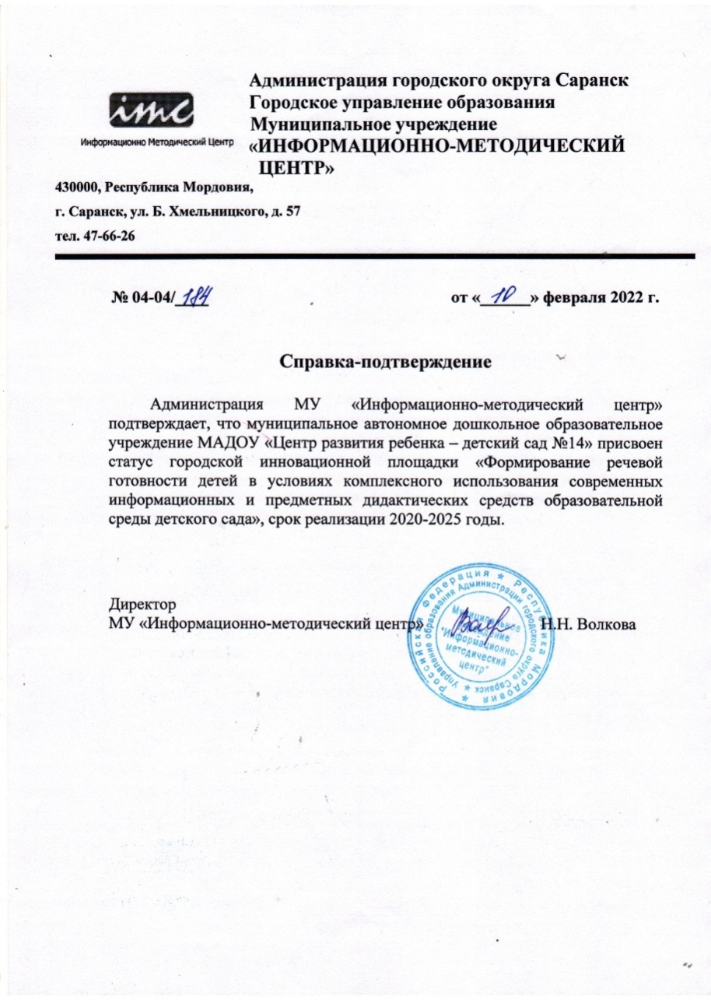 imc
Информационно Методический Центр
Администрация городского округа Саранск
Городское управление образования
Муниципальное учреждение
«ИНФОРМАЦИОННО-МЕТОДИЧЕСКИЙ
ЦЕНТР»
430000, Республика Мордовия,
г. Саранск, ул. Б. Хмельницкого, д. 57
тел. 47-66-26
№ 04-04/ 184 от « 10 » февраля 2022 г.
Справка-подтверждение
Администрация МУ «Информационно-методический центр»
подтверждает, что муниципальное автономное дошкольное образовательное
учреждение МАДОУ «Центр развития ребенка – детский сад №14» присвоен
статус городской инновационной площадки «Формирование речевой
готовности детей в условиях комплексного использования современных
информационных и предметных дидактических средств образовательной
среды детского сада», срок реализации 2020-2025 годы.
Директор
МУ «Информационно-методический центр» Н.Н. Волкова
Российская Федерация ★ Республика Мордовия ★
Управление образования Администрации городского округа Саранск ★
Муниципальное
"Информационно-
методический
центр"